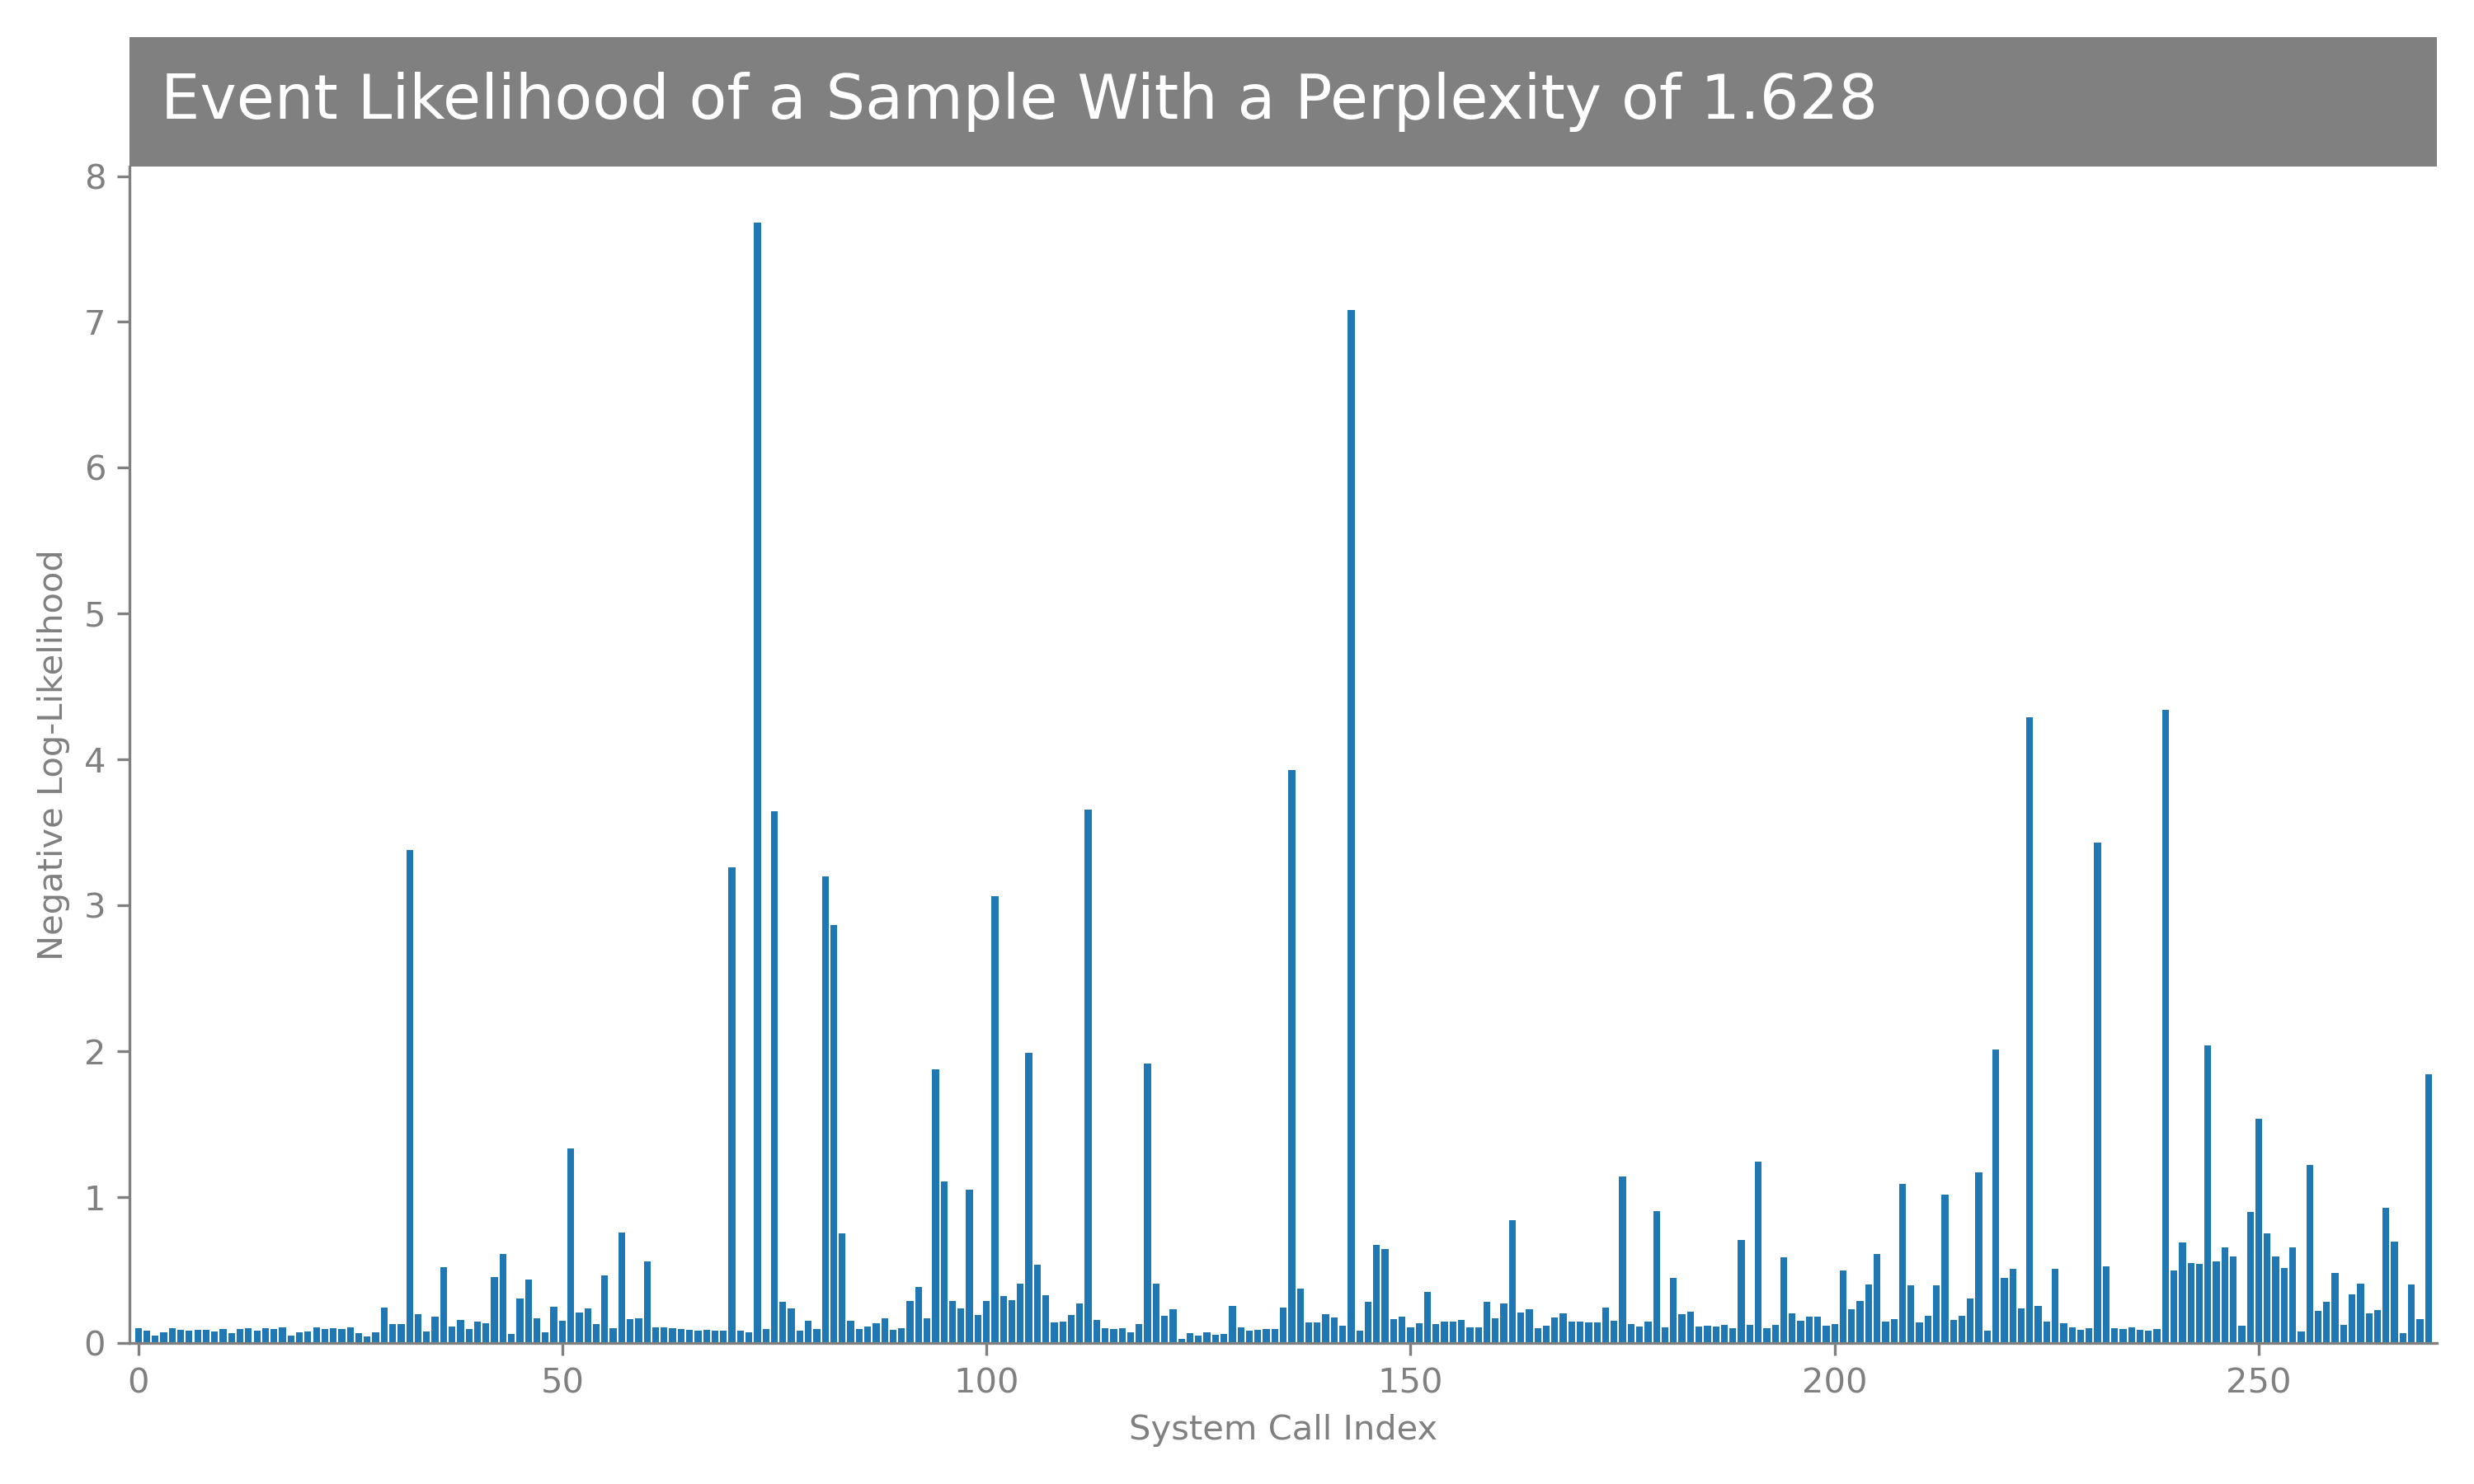 Event Likelihood of a Sample With a Perplexity of 1.628
8
7
6
5
4
3
2
1
0
Negative Log-Likelihood
0 50 100 150 200 250
System Call Index